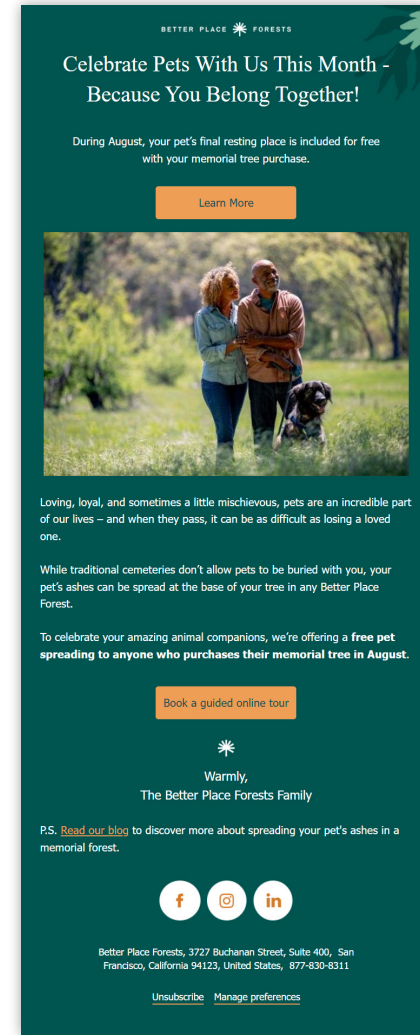 BETTER PLACE FORESTS
Celebrate Pets With Us This Month -
Because You Belong Together!
During August, your pet’s final resting place is included for free
with your memorial tree purchase.
Learn More
Loving, loyal, and sometimes a little mischievous, pets are an incredible part
of our lives – and when they pass, it can be as difficult as losing a loved
one.
While traditional cemeteries don’t allow pets to be buried with you, your
pet’s ashes can be spread at the base of your tree in any Better Place
Forest.
To celebrate your amazing animal companions, we’re offering a free pet
spreading to anyone who purchases their memorial tree in August.
Book a guided online tour
Warmly,
The Better Place Forests Family
P.S. Read our blog to discover more about spreading your pet's ashes in a
memorial forest.
f in
Better Place Forests, 3727 Buchanan Street, Suite 400, San
Francisco, California 94123, United States, 877-830-8311
Unsubscribe Manage preferences